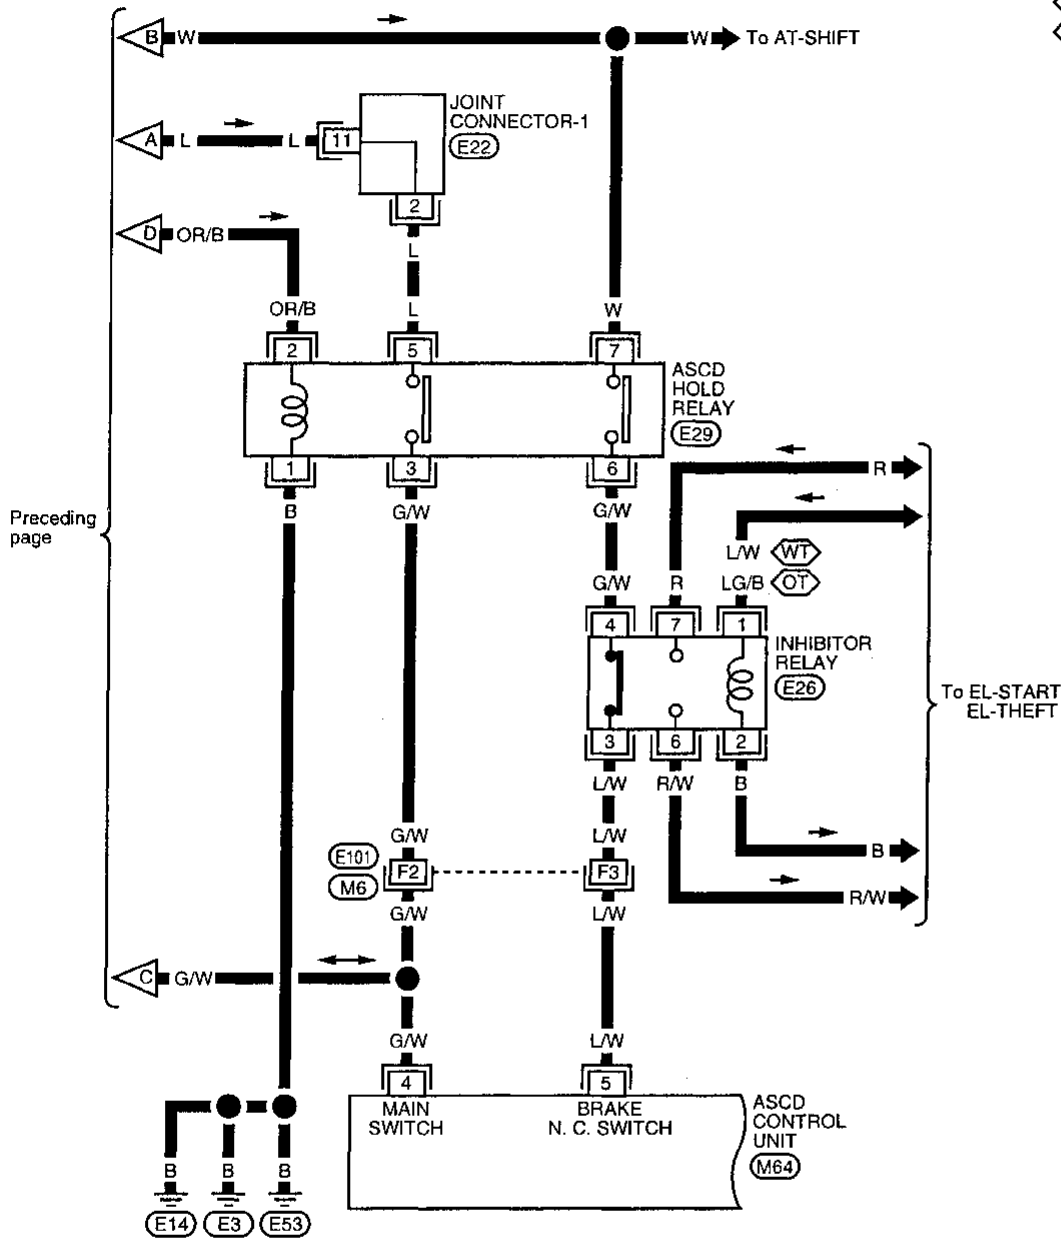 B W W To AT-SHIFT
JOINT
CONNECTOR-1
E22
A L L 11
2
D OR/B
L
OR/B L W
2 5 7
ASCD
HOLD
RELAY
E29
1 3 6
R
B G/W G/W
Preceding
page
L/W WT
G/W R LG/B OT
4 7 1
INHIBITOR
RELAY
E26
To EL-START
EL-THEFT
3 6 2
L/W R/W B
G/W L/W
B
E101
M6
F2 F3
R/W
G/W L/W
C G/W
G/W L/W
4 5
MAIN
SWITCH
BRAKE
N. C. SWITCH
ASCD
CONTROL
UNIT
M64
B B B
E14 E3 E53